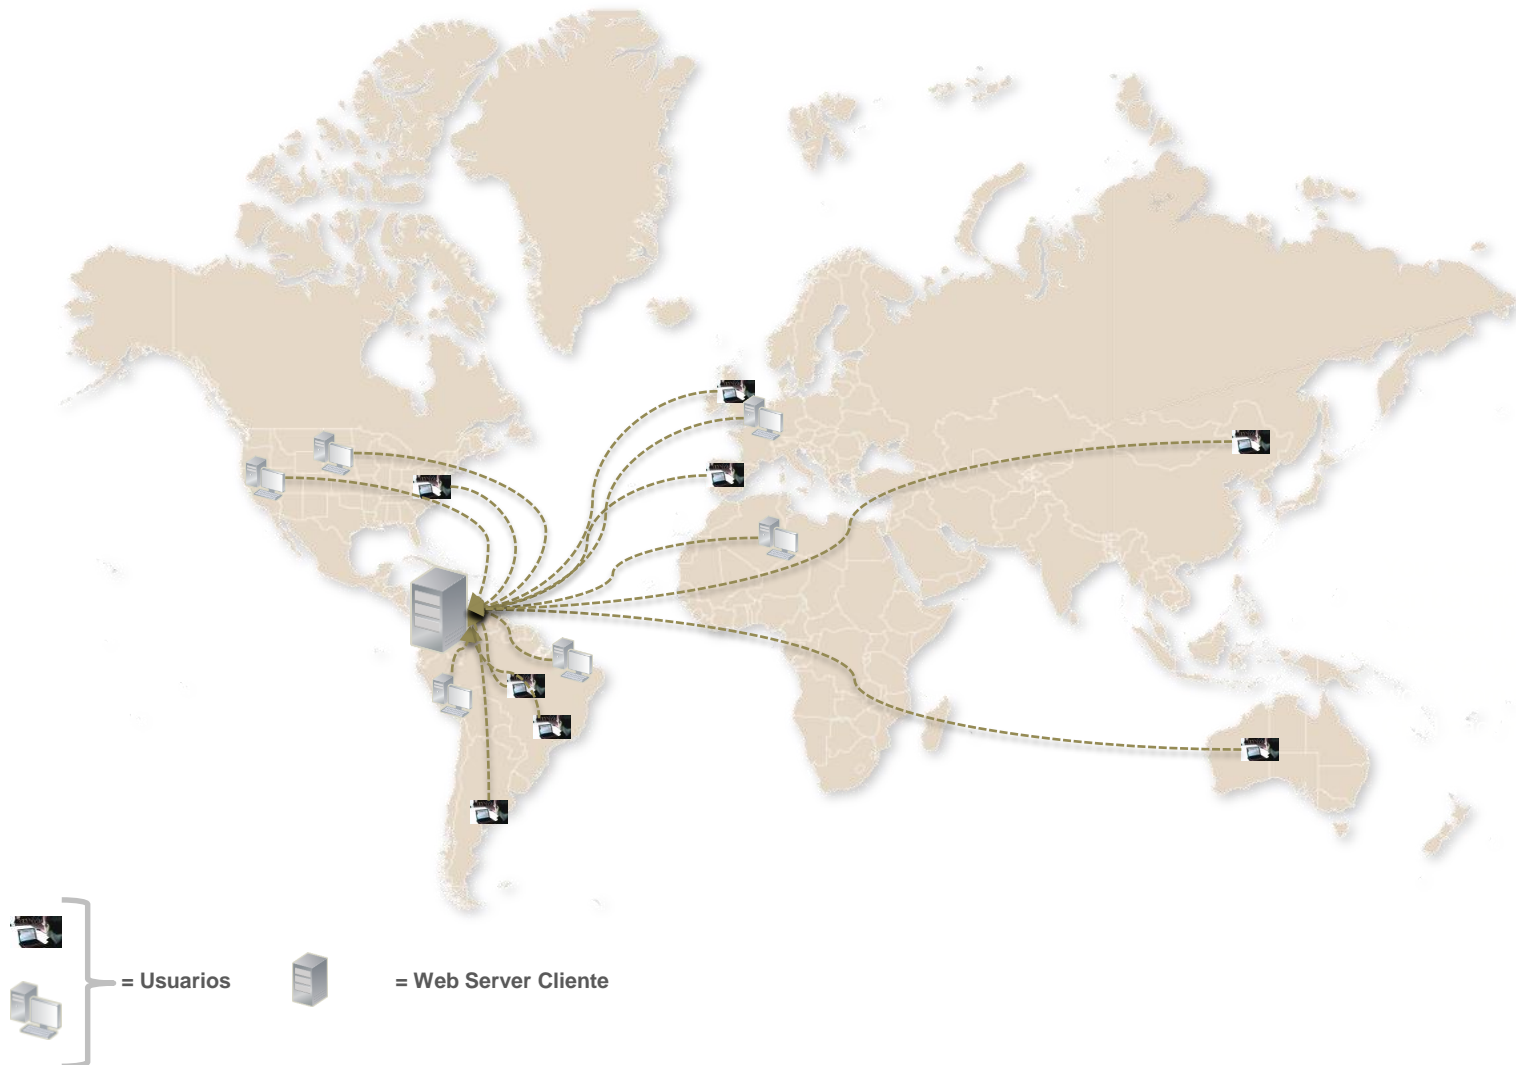 = Usuarios
= Web Server Cliente